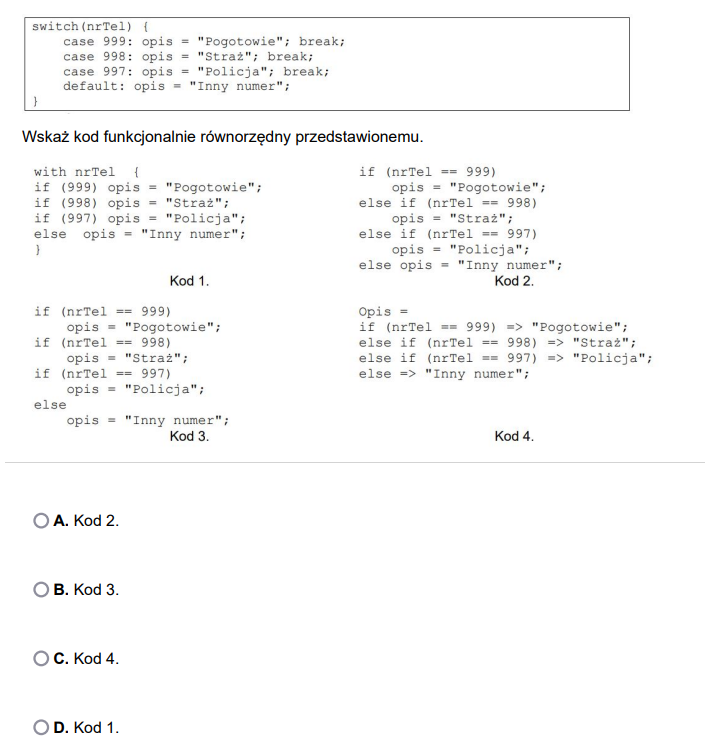 switch(nrTel) {
case 999: opis = "Pogotowie"; break;
case 998: opis = "Straż"; break;
case 997: opis = "Policja"; break;
default: opis = "Inny numer";
}
Wskaż kod funkcjonalnie równorzędny przedstawionemu.
with nrTel {
if (999) opis = "Pogotowie";
if (998) opis = "Straż";
if (997) opis = "Policja";
else opis = "Inny numer";
}
Kod 1.
if (nrTel == 999)
opis = "Pogotowie";
else if (nrTel == 998)
opis = "Straż";
else if (nrTel == 997)
opis = "Policja";
else opis = "Inny numer";
Kod 2.
if (nrTel == 999)
opis = "Pogotowie";
if (nrTel == 998)
opis = "Straż";
if (nrTel == 997)
opis = "Policja";
else
opis = "Inny numer";
Kod 3.
Opis =
if (nrTel == 999) => "Pogotowie";
else if (nrTel == 998) => "Straż";
else if (nrTel == 997) => "Policja";
else => "Inny numer";
Kod 4.
A. Kod 2.
B. Kod 3.
C. Kod 4.
D. Kod 1.